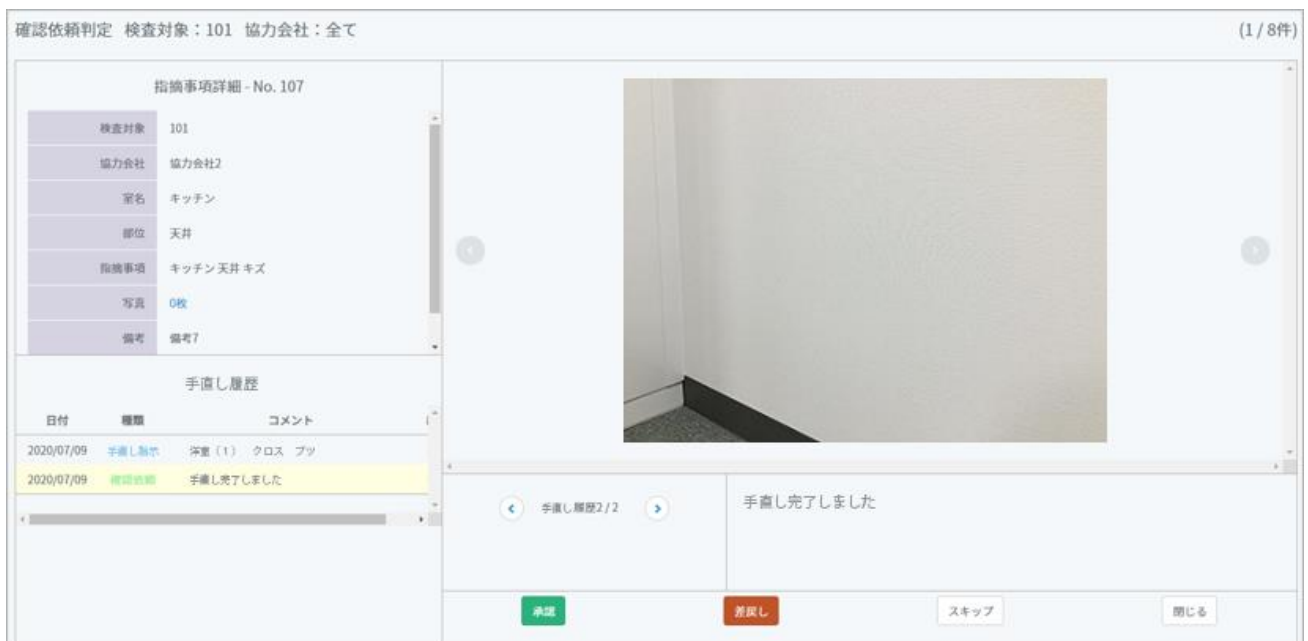 確認依頼判定 検査対象：101 協力会社：全て
(1 / 8件)
指摘事項詳細 - No. 107
検査対象 101
協力会社 協力会社2
室名 キッチン
部位 天井
指摘事項 キッチン 天井 キズ
写真 0枚
備考 備考7
手直し履歴
日付 種類 コメント
2020/07/09 手直し指示 洋室（1） クロス ブツ
2020/07/09 確認依頼 手直し完了しました
手直し履歴2 / 2
手直し完了しました
承認 差戻し スキップ 閉じる